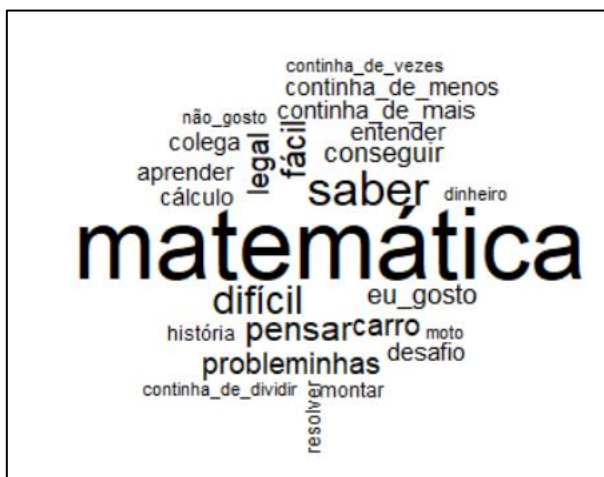 continha_de_vezes
continha_de_menos
não_gosto continha_de_mais
colega legal fácil entender
aprender conseguir
cálculo saber dinheiro
matemática
difícil eu_gosto
história pensar carro moto
probleminhas desafio
continha_de_dividir resolver montar